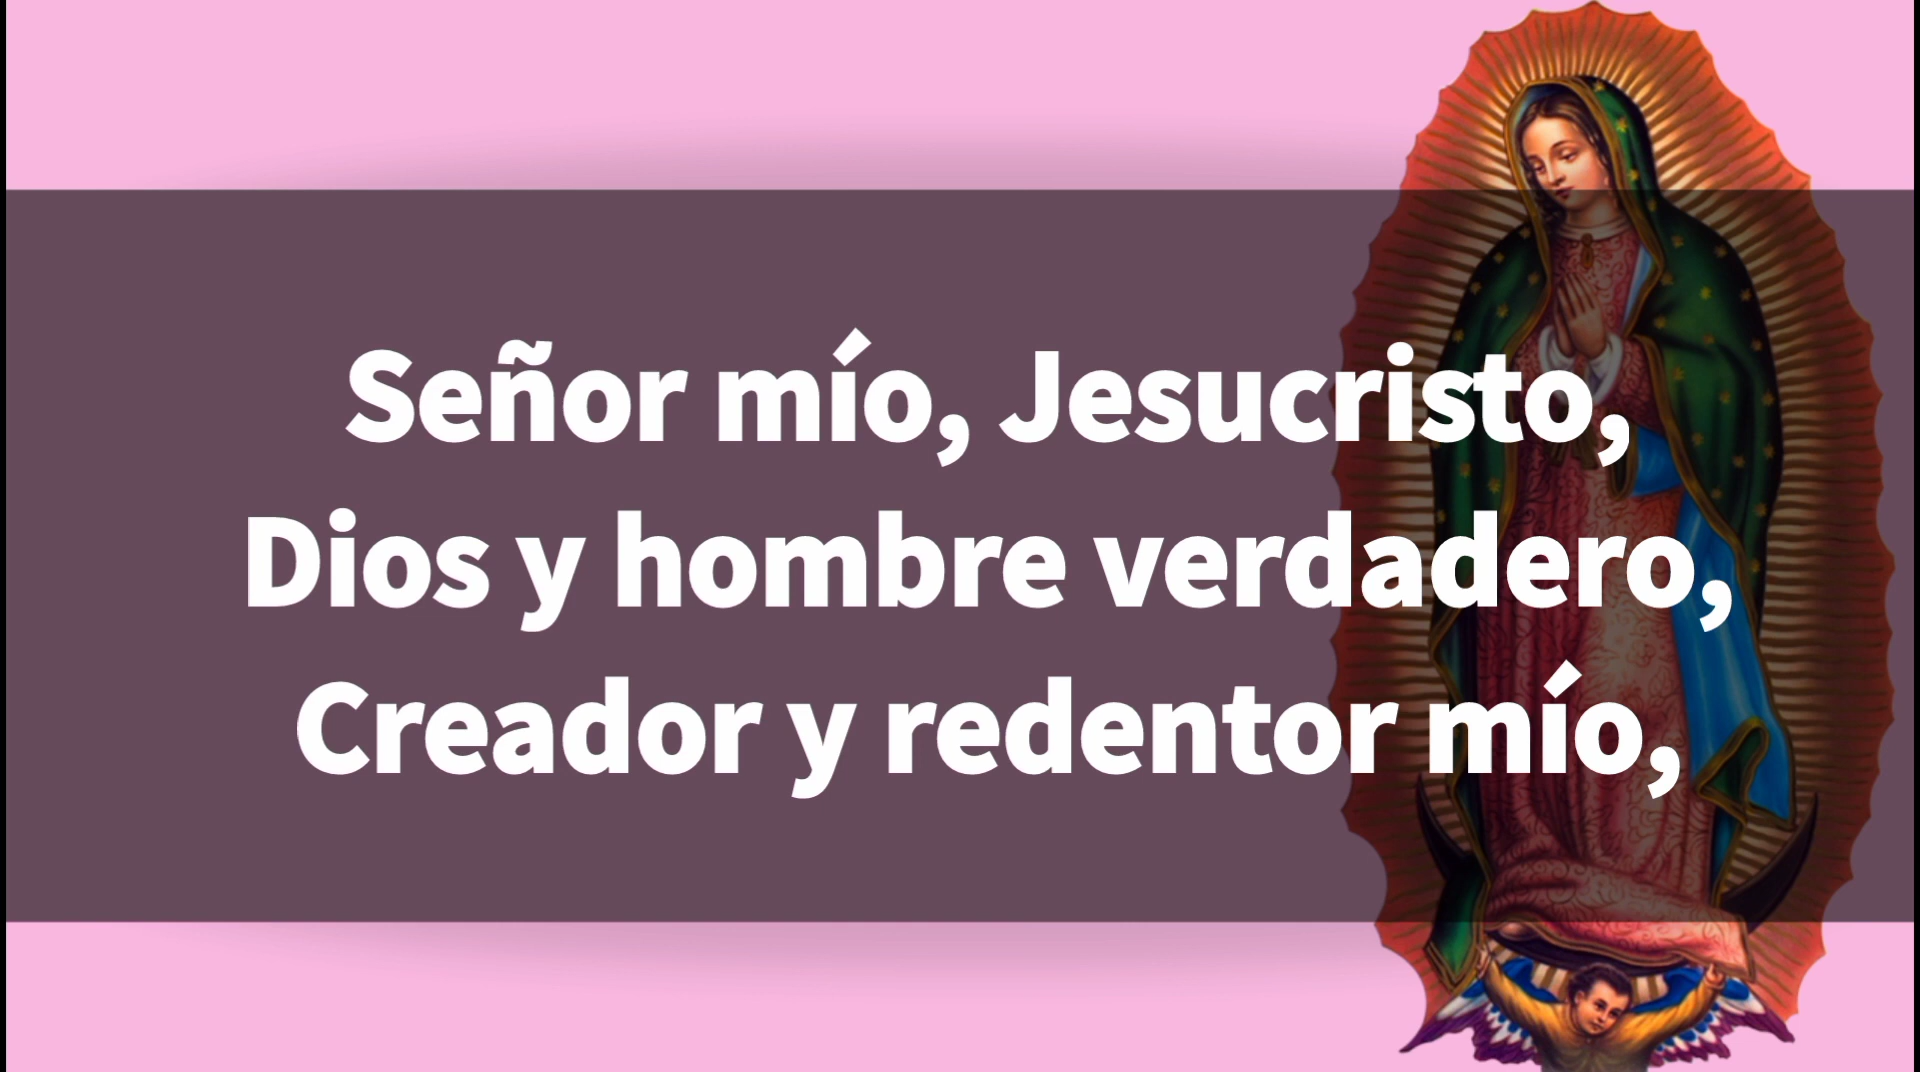 Señor mío, Jesucristo,
Dios y hombre verdadero,
Creador y redentor mío,